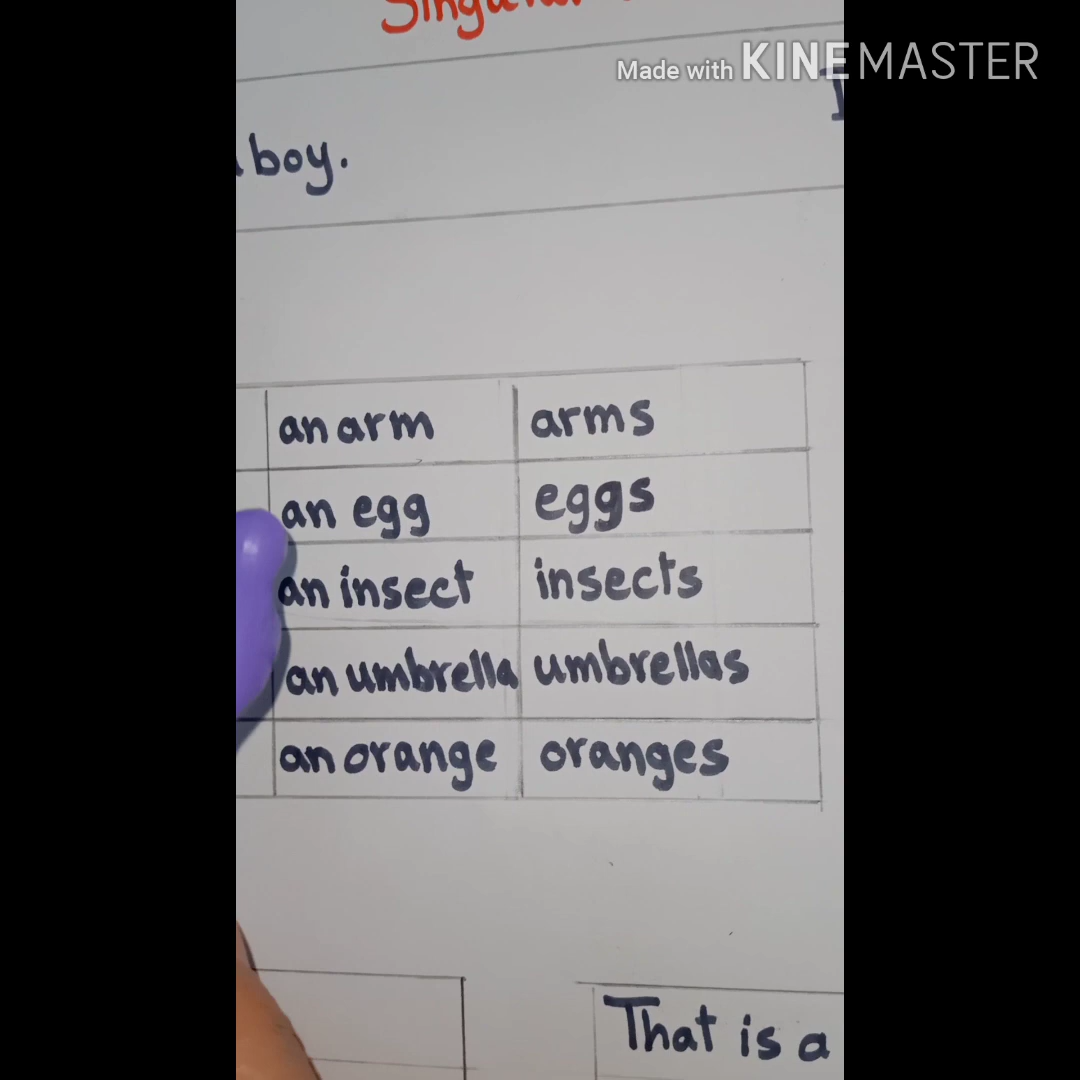 Made with KINEMASTER
boy.
an arm arms
an egg eggs
an insect insects
an umbrella umbrellas
an orange oranges
That is a